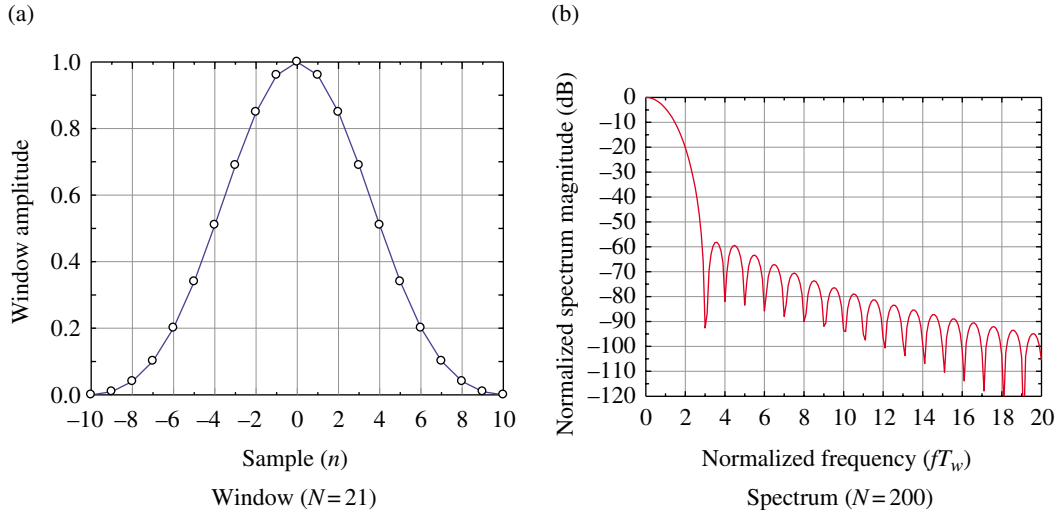 (a)
Window amplitude
1.0
0.8
0.6
0.4
0.2
0.0
−10 −8 −6 −4 −2 0 2 4 6 8 10
Sample (n)
Window (N=21)
(b)
Normalized spectrum magnitude (dB)
0
−10
−20
−30
−40
−50
−60
−70
−80
−90
−100
−110
−120
0 2 4 6 8 10 12 14 16 18 20
Normalized frequency (fTw)
Spectrum (N=200)